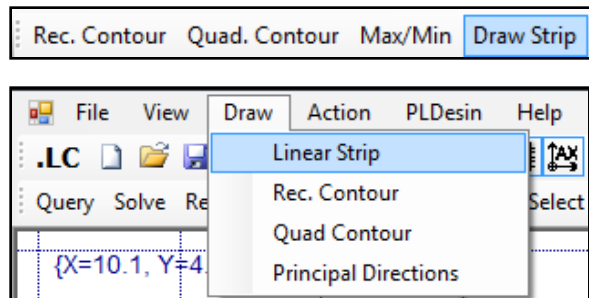 Rec. Contour Quad. Contour Max/Min Draw Strip
File View Draw Action PLDesin Help
.LC Linear Strip AX
Query Solve Rec. Contour Select
Quad Contour
{X=10.1, Y=4. Principal Directions